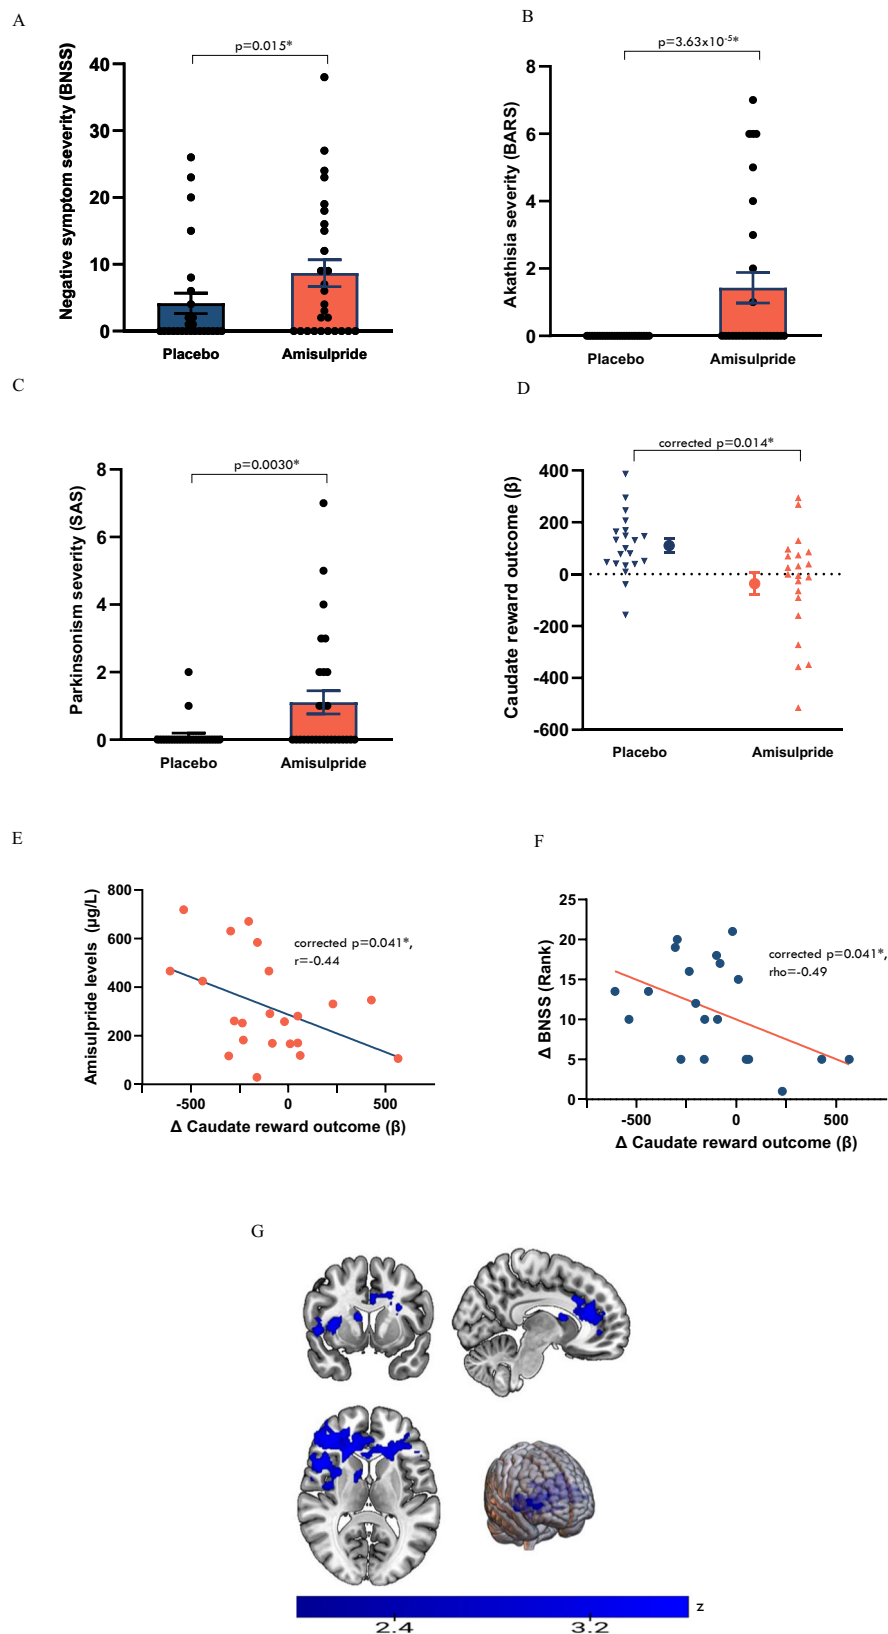 A
p=0.015*
Negative symptom severity (BNSS)
40
30
20
10
0
Placebo
Amisulpride
B
p=3.63x10⁻⁵*
Akathisia severity (BARS)
8
6
4
2
0
Placebo
Amisulpride
C
p=0.0030*
Parkinsonism severity (SAS)
8
6
4
2
0
Placebo
Amisulpride
D
corrected p=0.014*
Caudate reward outcome (β)
400
200
0
-200
-400
-600
Placebo
Amisulpride
E
Amisulpride levels (µg/L)
800
600
400
200
0
corrected p=0.041*,
r=-0.44
-500
0
500
Δ Caudate reward outcome (β)
F
Δ BNSS (Rank)
25
20
15
10
5
0
corrected p=0.041*,
rho=-0.49
-500
0
500
Δ Caudate reward outcome (β)
G
z
2.4
3.2